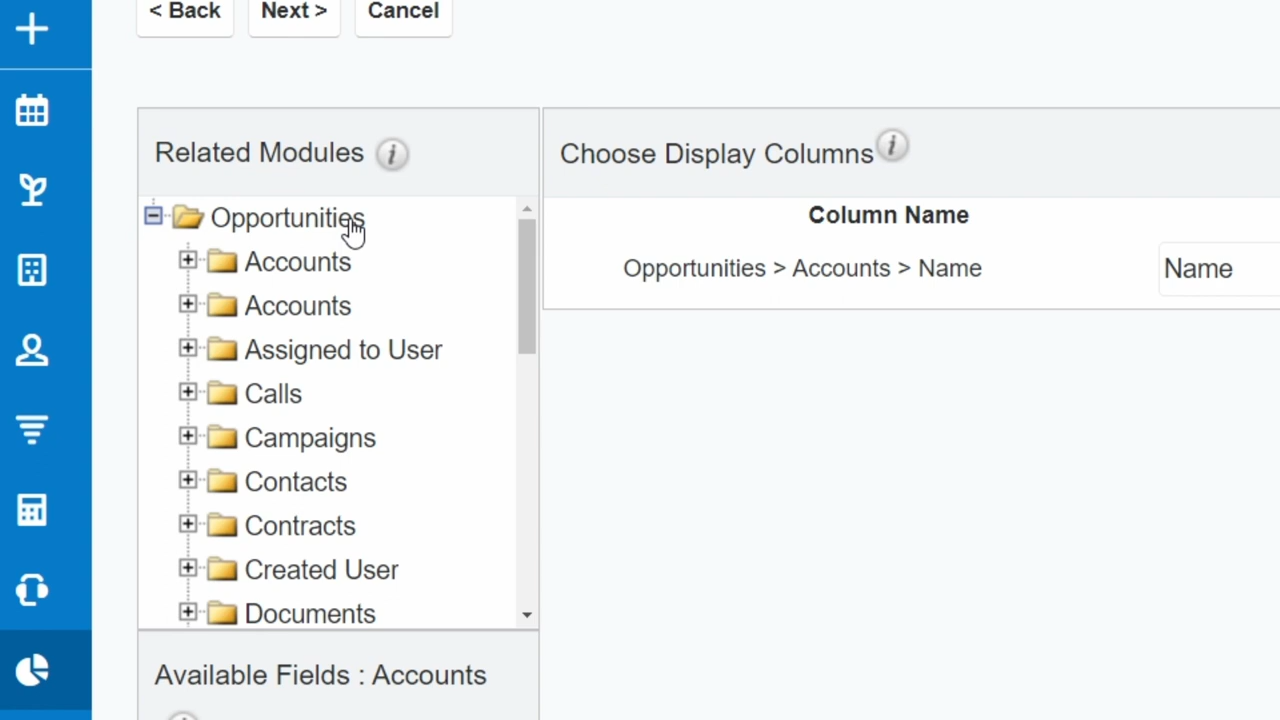 < Back Next > Cancel
Related Modules
Opportunities
Accounts
Accounts
Assigned to User
Calls
Campaigns
Contacts
Contracts
Created User
Documents
Available Fields : Accounts
Choose Display Columns
Column Name
Opportunities > Accounts > Name
Name